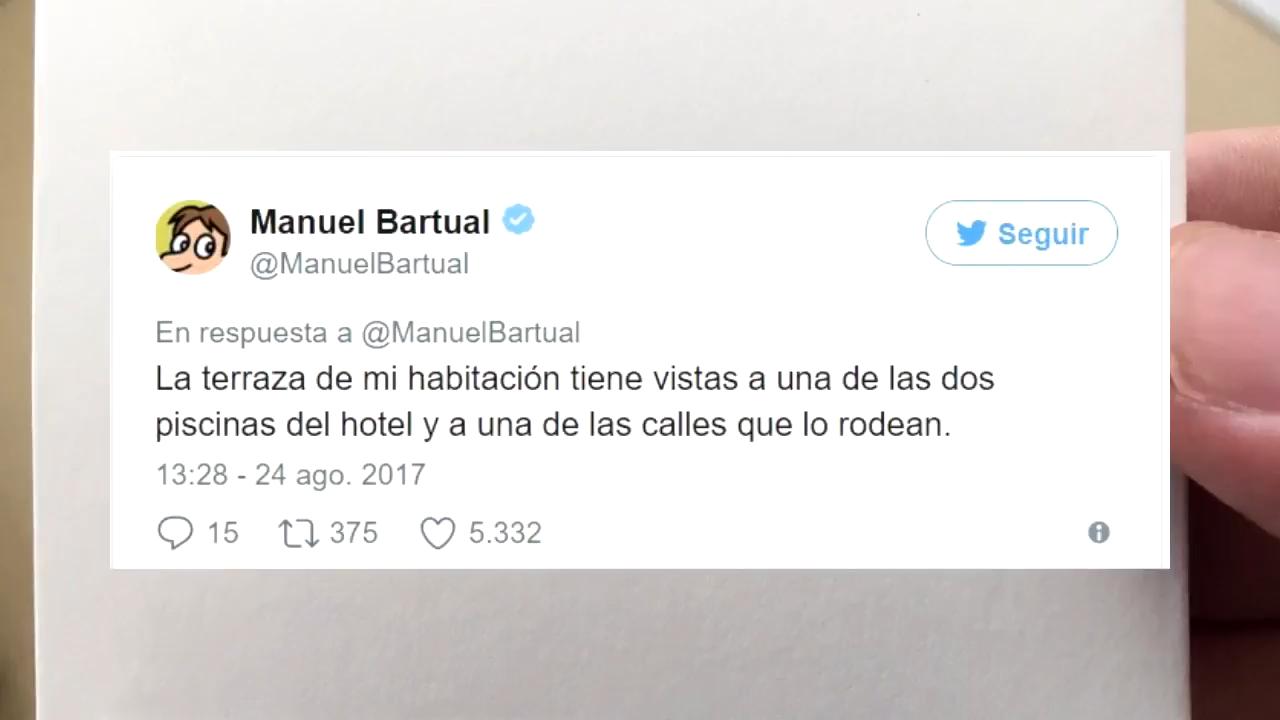 Manuel Bartual
@ManuelBartual
Seguir
En respuesta a @ManuelBartual
La terraza de mi habitación tiene vistas a una de las dos
piscinas del hotel y a una de las calles que lo rodean.
13:28 - 24 ago. 2017
15 375 5.332